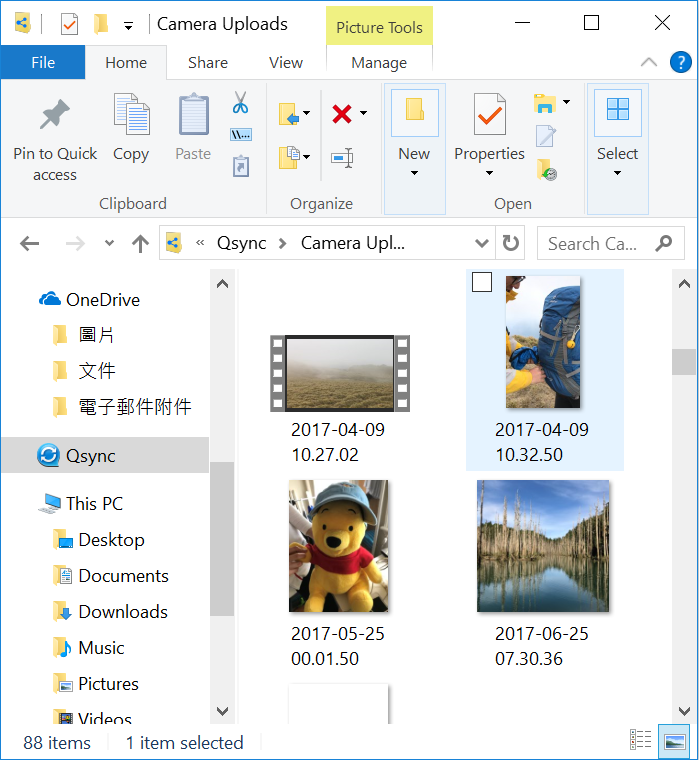 Camera Uploads
Picture Tools
File
Home
Share
View
Manage
?
Pin to Quick
access
Copy
Paste
Clipboard
Organize
New
Properties
Open
Select
« Qsync > Camera Upl...
Search Ca...
OneDrive
圖片
文件
電子郵件附件
Qsync
This PC
Desktop
Documents
Downloads
Music
Pictures
Videos
2017-04-09
10.27.02
2017-04-09
10.32.50
2017-05-25
00.01.50
2017-06-25
07.30.36
88 items
1 item selected